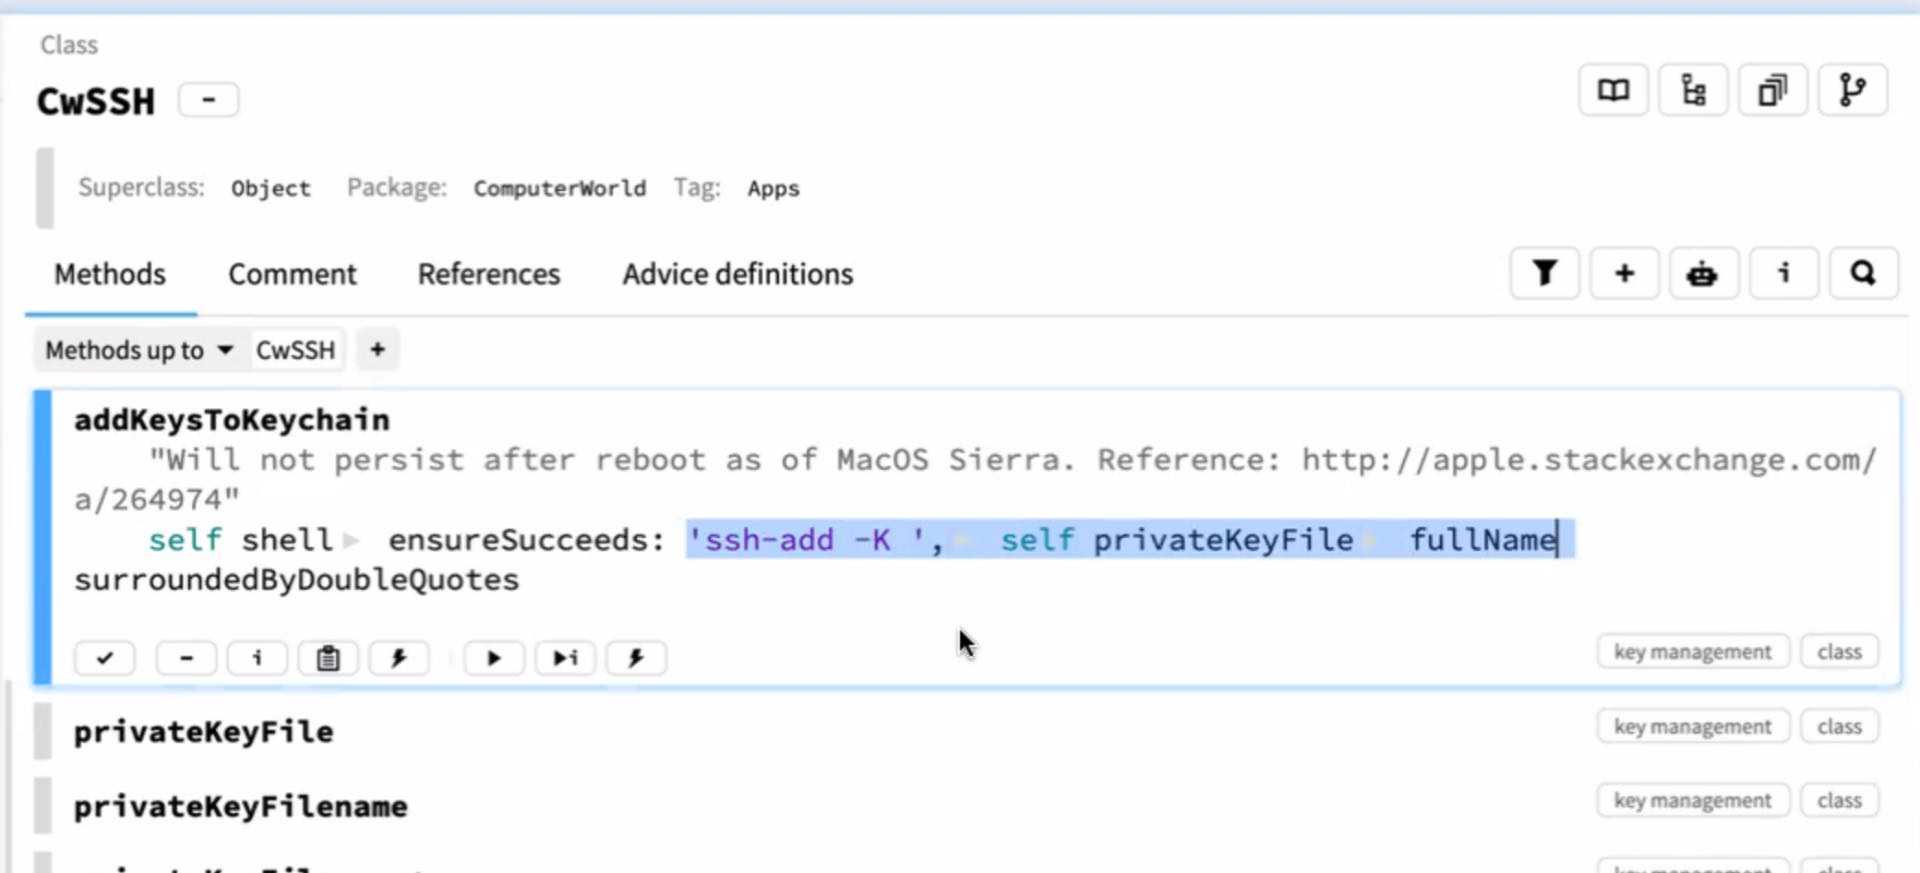 Class
CwSSH -
Superclass: Object Package: ComputerWorld Tag: Apps
Methods Comment References Advice definitions + i
Methods up to CwSSH +
addKeysToKeychain
"Will not persist after reboot as of MacOS Sierra. Reference: http://apple.stackexchange.com/
a/264974"
self shell ensureSucceeds: 'ssh-add -K ', self privateKeyFile fullName
surroundedByDoubleQuotes
- i i key management class
privateKeyFile key management class
privateKeyFilename key management class